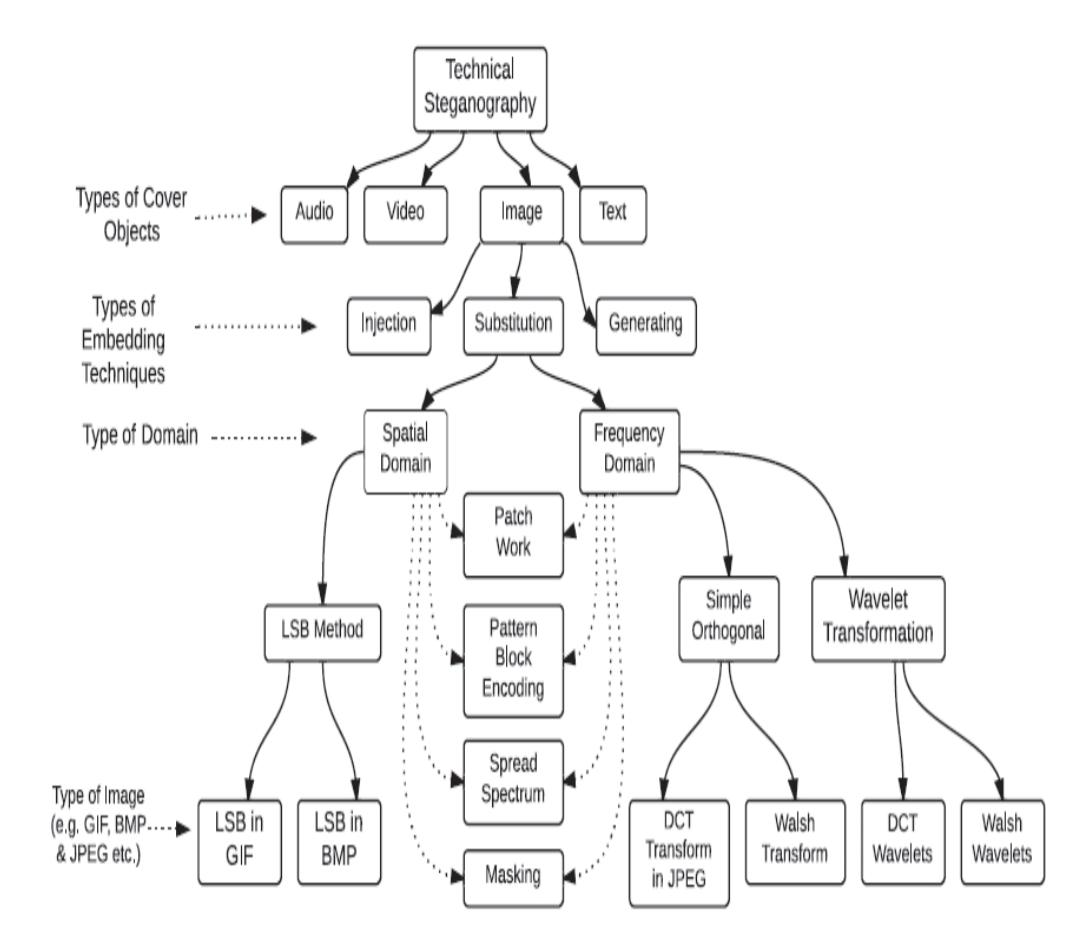 Technical
Steganography
Types of Cover
Objects
Audio
Video
Image
Text
Types of
Embedding
Techniques
Injection
Substitution
Generating
Type of Domain
Spatial
Domain
Frequency
Domain
Patch
Work
LSB Method
Pattern
Block
Encoding
Simple
Orthogonal
Wavelet
Transformation
Spread
Spectrum
Type of Image
(e.g. GIF, BMP
& JPEG etc.)
LSB in
GIF
LSB in
BMP
Masking
DCT
Transform
in JPEG
Walsh
Transform
DCT
Wavelets
Walsh
Wavelets